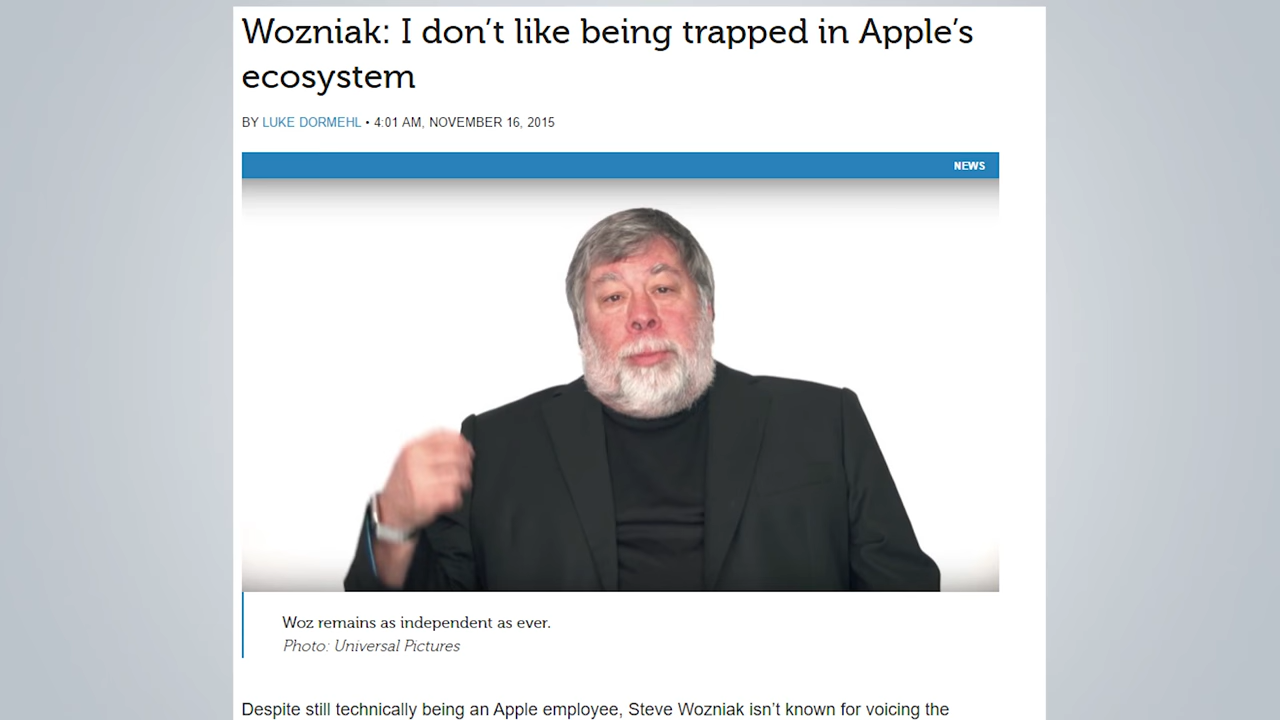 Wozniak: I don’t like being trapped in Apple’s
ecosystem
BY LUKE DORMEHL • 4:01 AM, NOVEMBER 16, 2015
NEWS
Woz remains as independent as ever.
Photo: Universal Pictures
Despite still technically being an Apple employee, Steve Wozniak isn’t known for voicing the